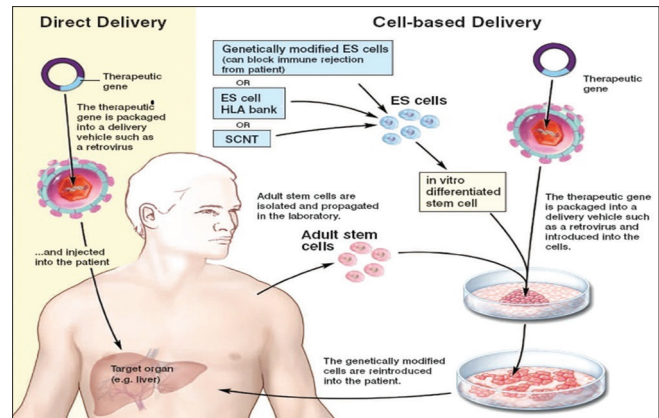 Direct Delivery
Therapeutic
gene
The therapeutic
gene is packaged
into a delivery
vehicle such as
a retrovirus
...and injected
into the patient
Target organ
(e.g. liver)
Cell-based Delivery
Genetically modified ES cells
(can block immune rejection
from patient)
OR
ES cell
HLA bank
OR
SCNT
ES cells
in vitro
differentiated
stem cell
Adult stem cells are
isolated and propagated
in the laboratory.
Adult stem
cells
Therapeutic
gene
The therapeutic gene
is packaged into a
delivery vehicle such
as a retrovirus and
introduced into the
cells.
The genetically modified
cells are reintroduced
into the patient.